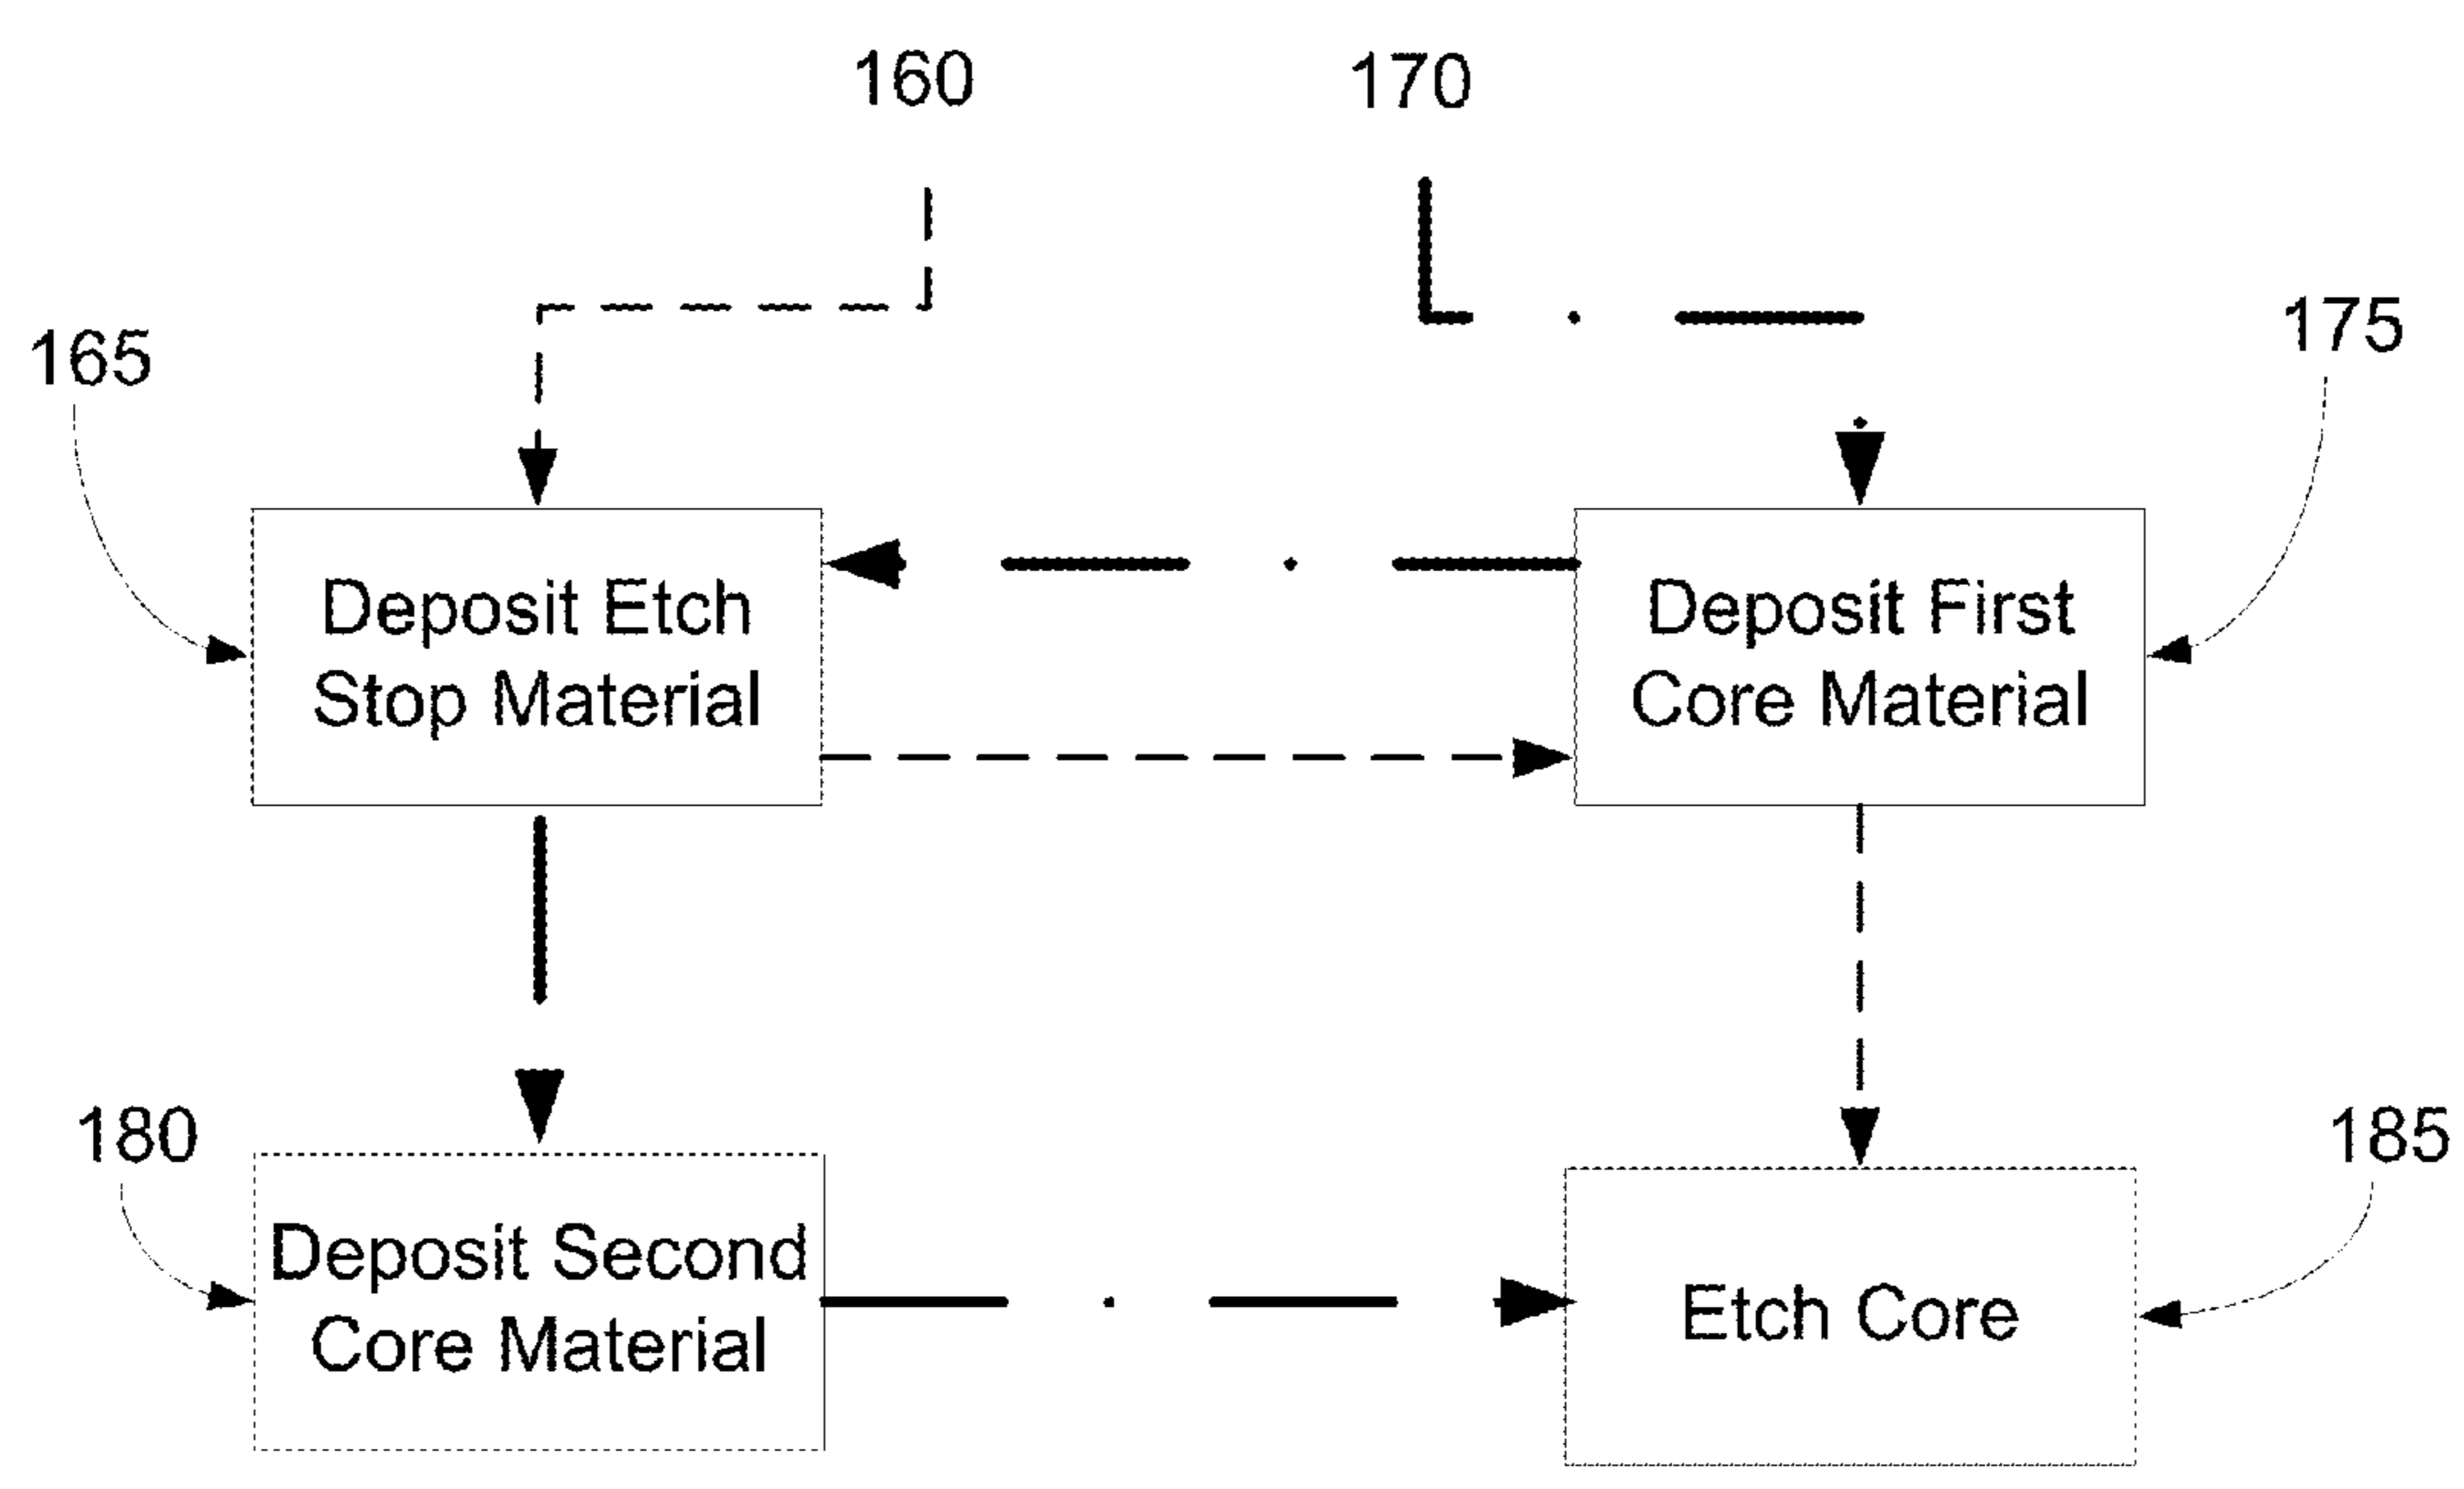 160
170
165
175
Deposit Etch
Stop Material
Deposit First
Core Material
180
185
Deposit Second
Core Material
Etch Core